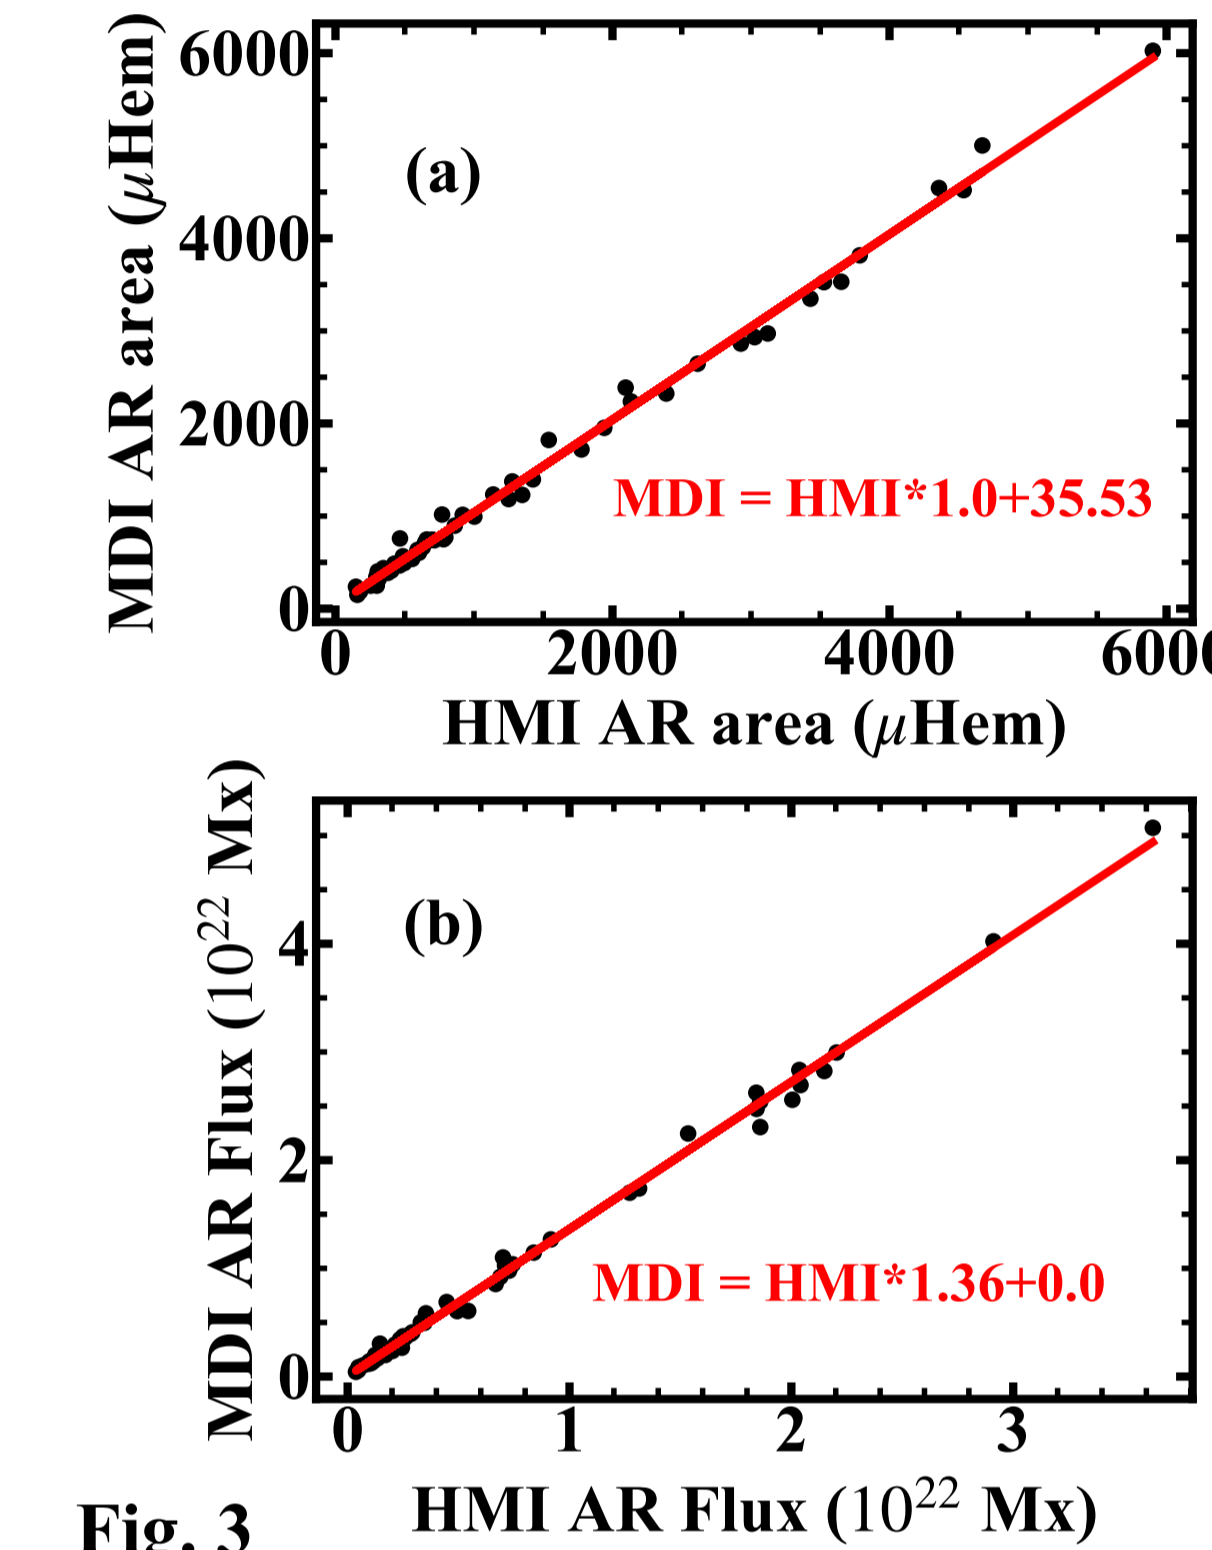 MDI AR area (μHem)
6000
(a)
4000
2000
MDI = HMI*1.0+35.53
0
0 2000 4000 6000
HMI AR area (μHem)
MDI AR Flux (10²² Mx)
(b)
4
2
MDI = HMI*1.36+0.0
0
0 1 2 3
HMI AR Flux (10²² Mx)
Fig. 3